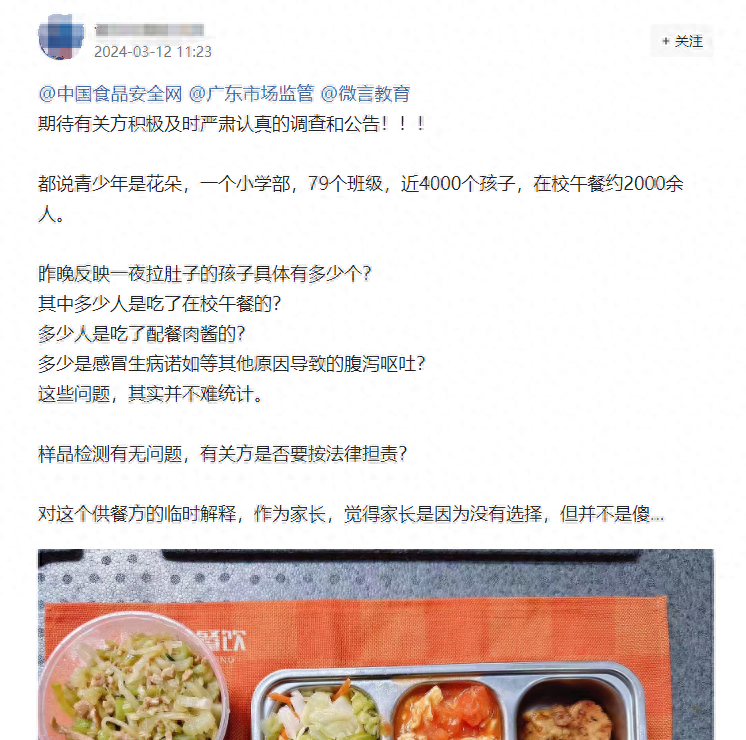 2024-03-12 11:23
+ 关注
@中国食品安全网 @广东市场监管 @微言教育
期待有关方积极及时严肃认真的调查和公告！！！
都说青少年是花朵，一个小学部，79个班级，近4000个孩子，在校午餐约2000余
人。
昨晚反映一夜拉肚子的孩子具体有多少个？
其中多少人是吃了在校午餐的？
多少人是吃了配餐肉酱的？
多少是感冒生病诺如等其他原因导致的腹泻呕吐？
这些问题，其实并不难统计。
样品检测有无问题，有关方是否要按法律担责？
对这个供餐方的临时解释，作为家长，觉得家长是因为没有选择，但并不是傻...
餐饮